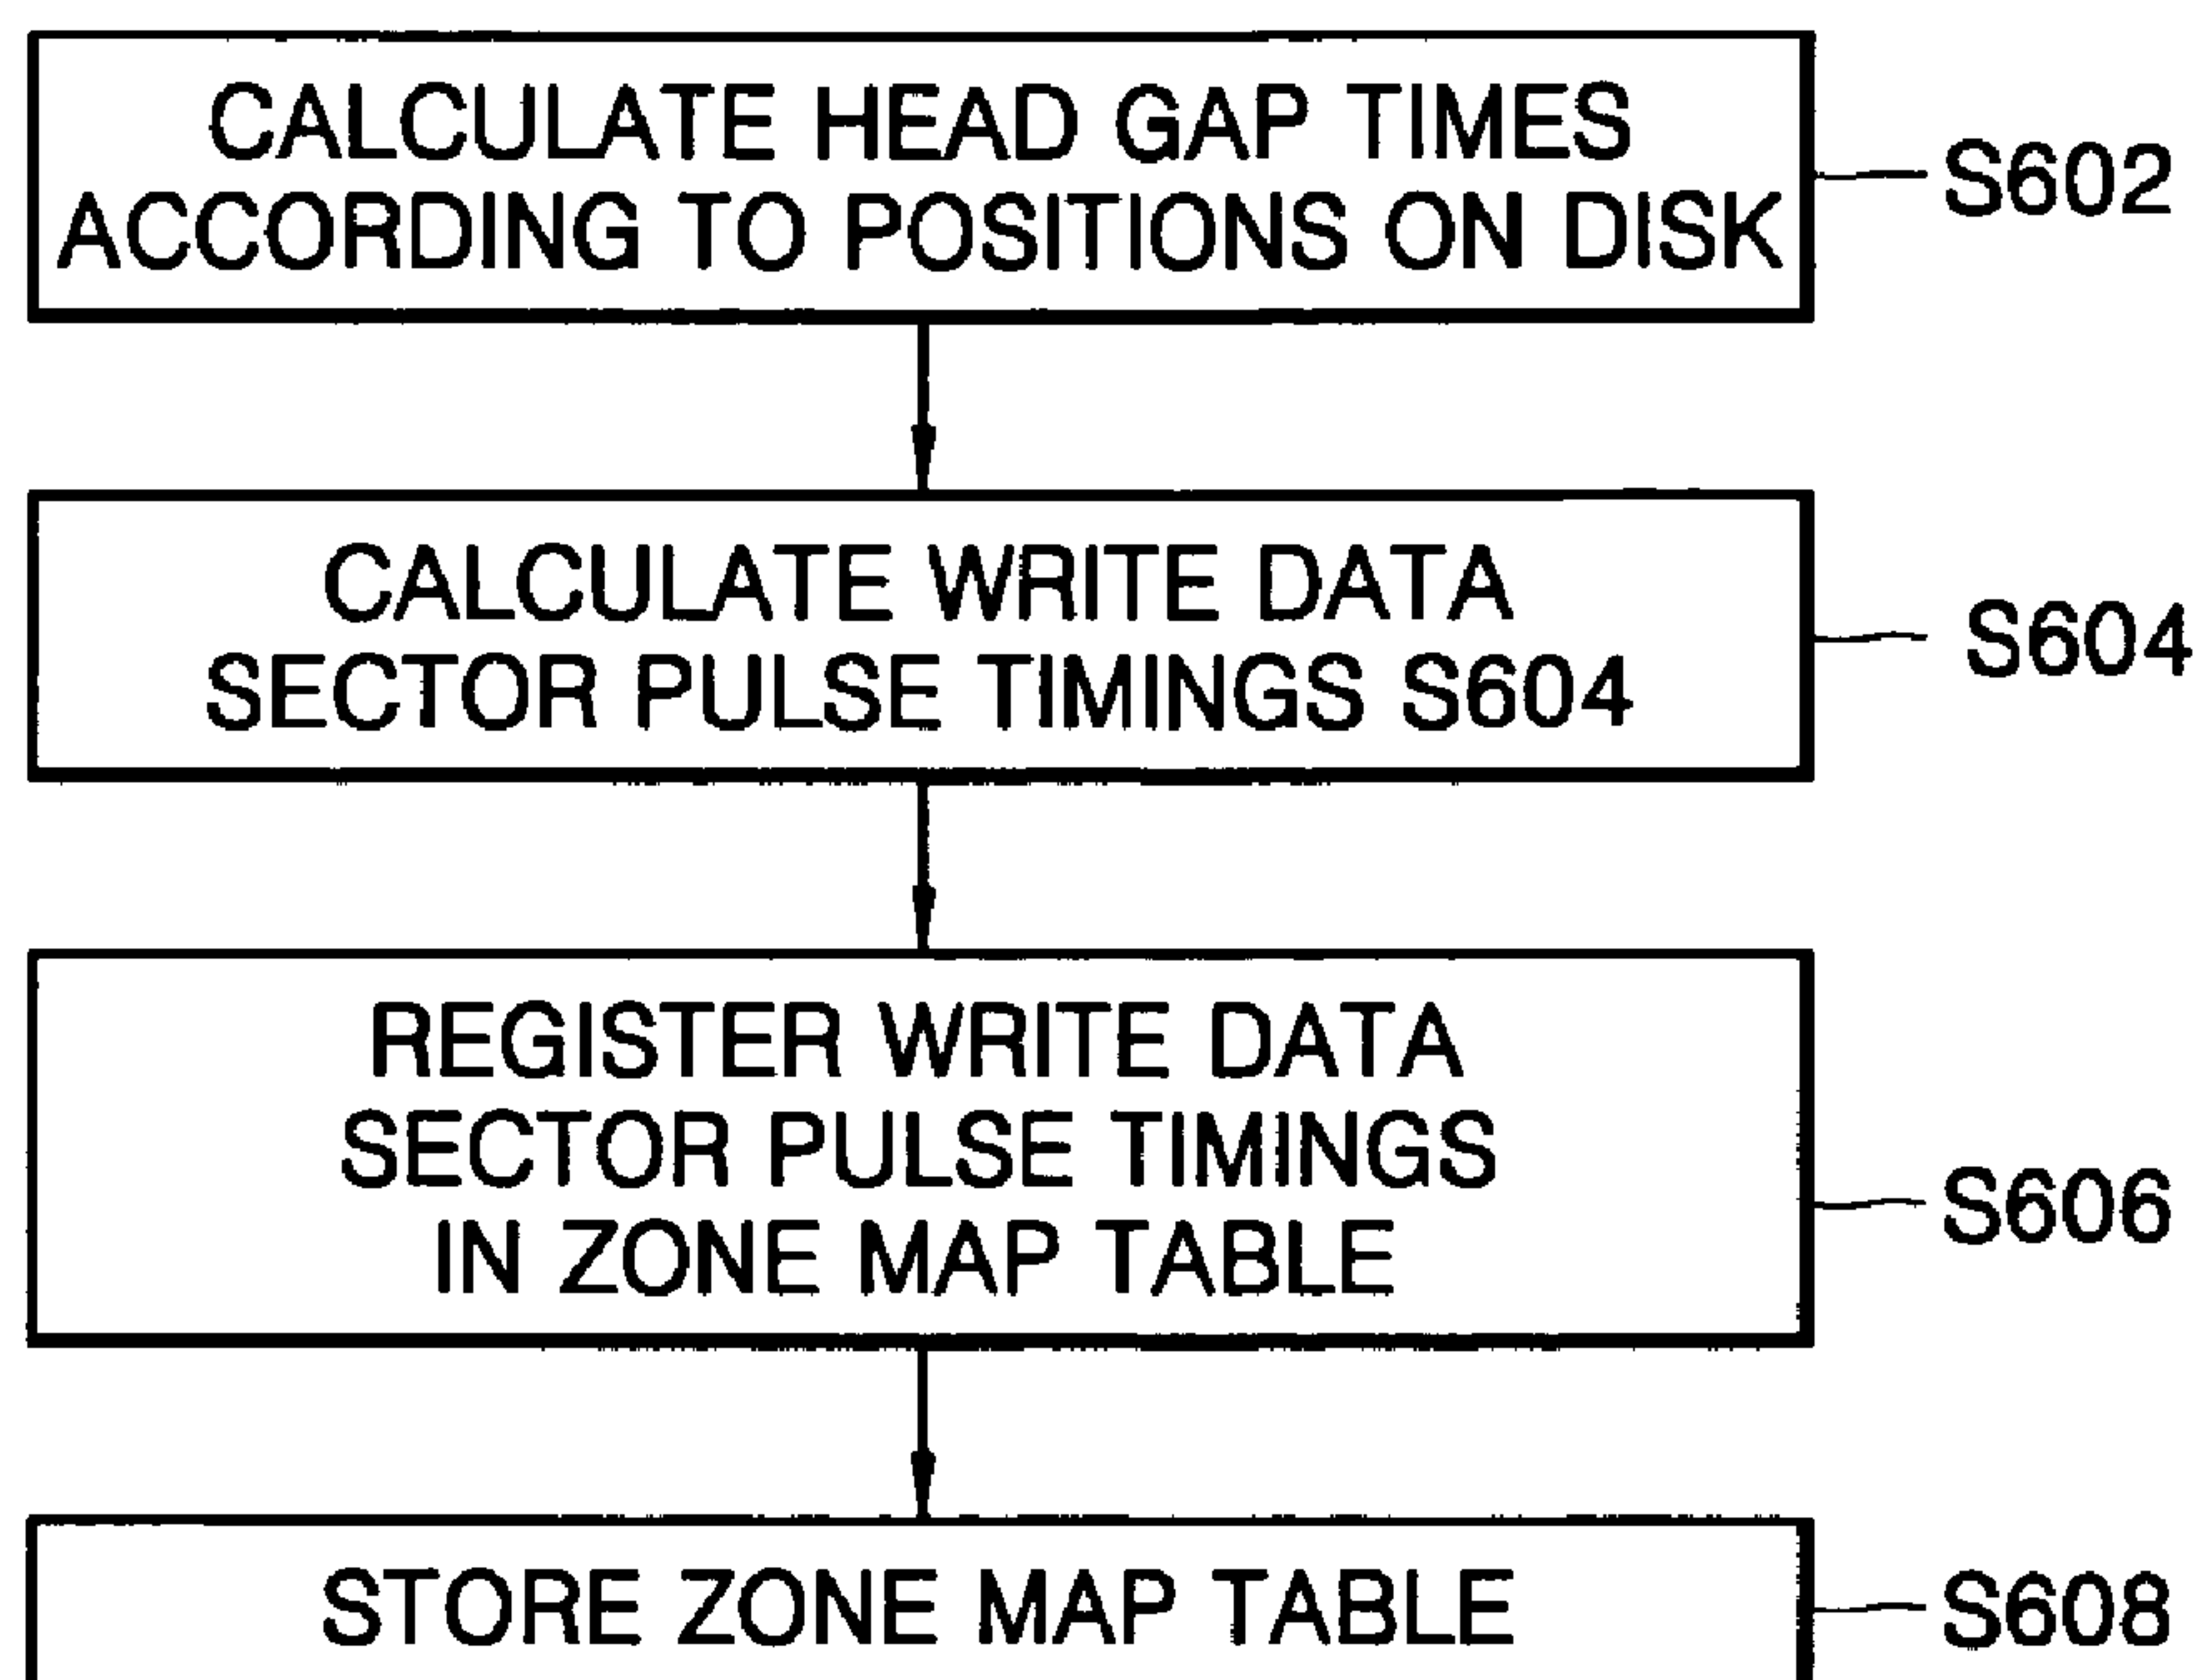 CALCULATE HEAD GAP TIMES
ACCORDING TO POSITIONS ON DISK
S602
CALCULATE WRITE DATA
SECTOR PULSE TIMINGS S604
S604
REGISTER WRITE DATA
SECTOR PULSE TIMINGS
IN ZONE MAP TABLE
S606
STORE ZONE MAP TABLE
S608